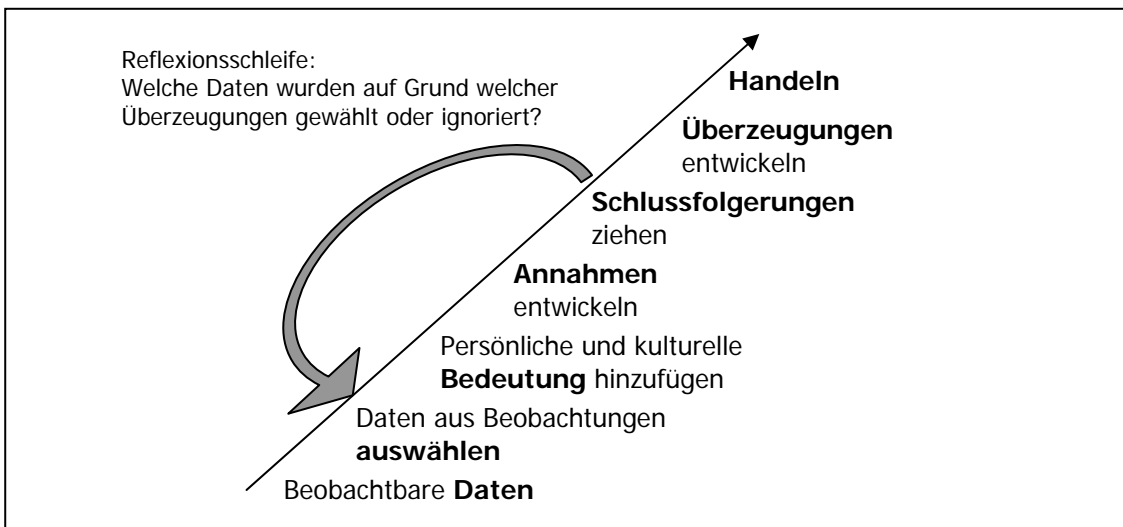 Reflexionsschleife:
Welche Daten wurden auf Grund welcher
Überzeugungen gewählt oder ignoriert?
Handeln
Überzeugungen
entwickeln
Schlussfolgerungen
ziehen
Annahmen
entwickeln
Persönliche und kulturelle
Bedeutung hinzufügen
Daten aus Beobachtungen
auswählen
Beobachtbare Daten